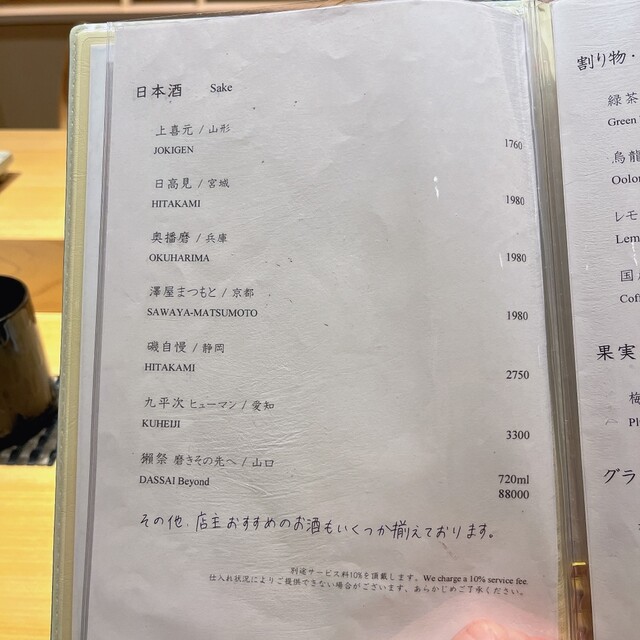 日本酒 Sake
上喜元 / 山形
JOKIGEN 1760
日高見 / 宮城
HITAKAMI 1980
奥播磨 / 兵庫
OKUHARIMA 1980
澤屋まつもと / 京都
SAWAYA-MATSUMOTO 1980
磯自慢 / 静岡
HITAKAMI 2750
九平次 ヒューマン / 愛知
KUHEIJI 3300
獺祭 磨きその先へ / 山口
DASSAI Beyond 720ml
88000
その他、店主おすすめのお酒もいくつか揃えております。
別途サービス料10%を頂戴します。We charge a 10% service fee.
仕入れ状況によりご提供できない場合がございます、あらかじめご了承ください。
割り物・
緑茶
Green
烏龍
Oolon
レモ
Lem
国
Coff
果実
梅
Pl
グラ